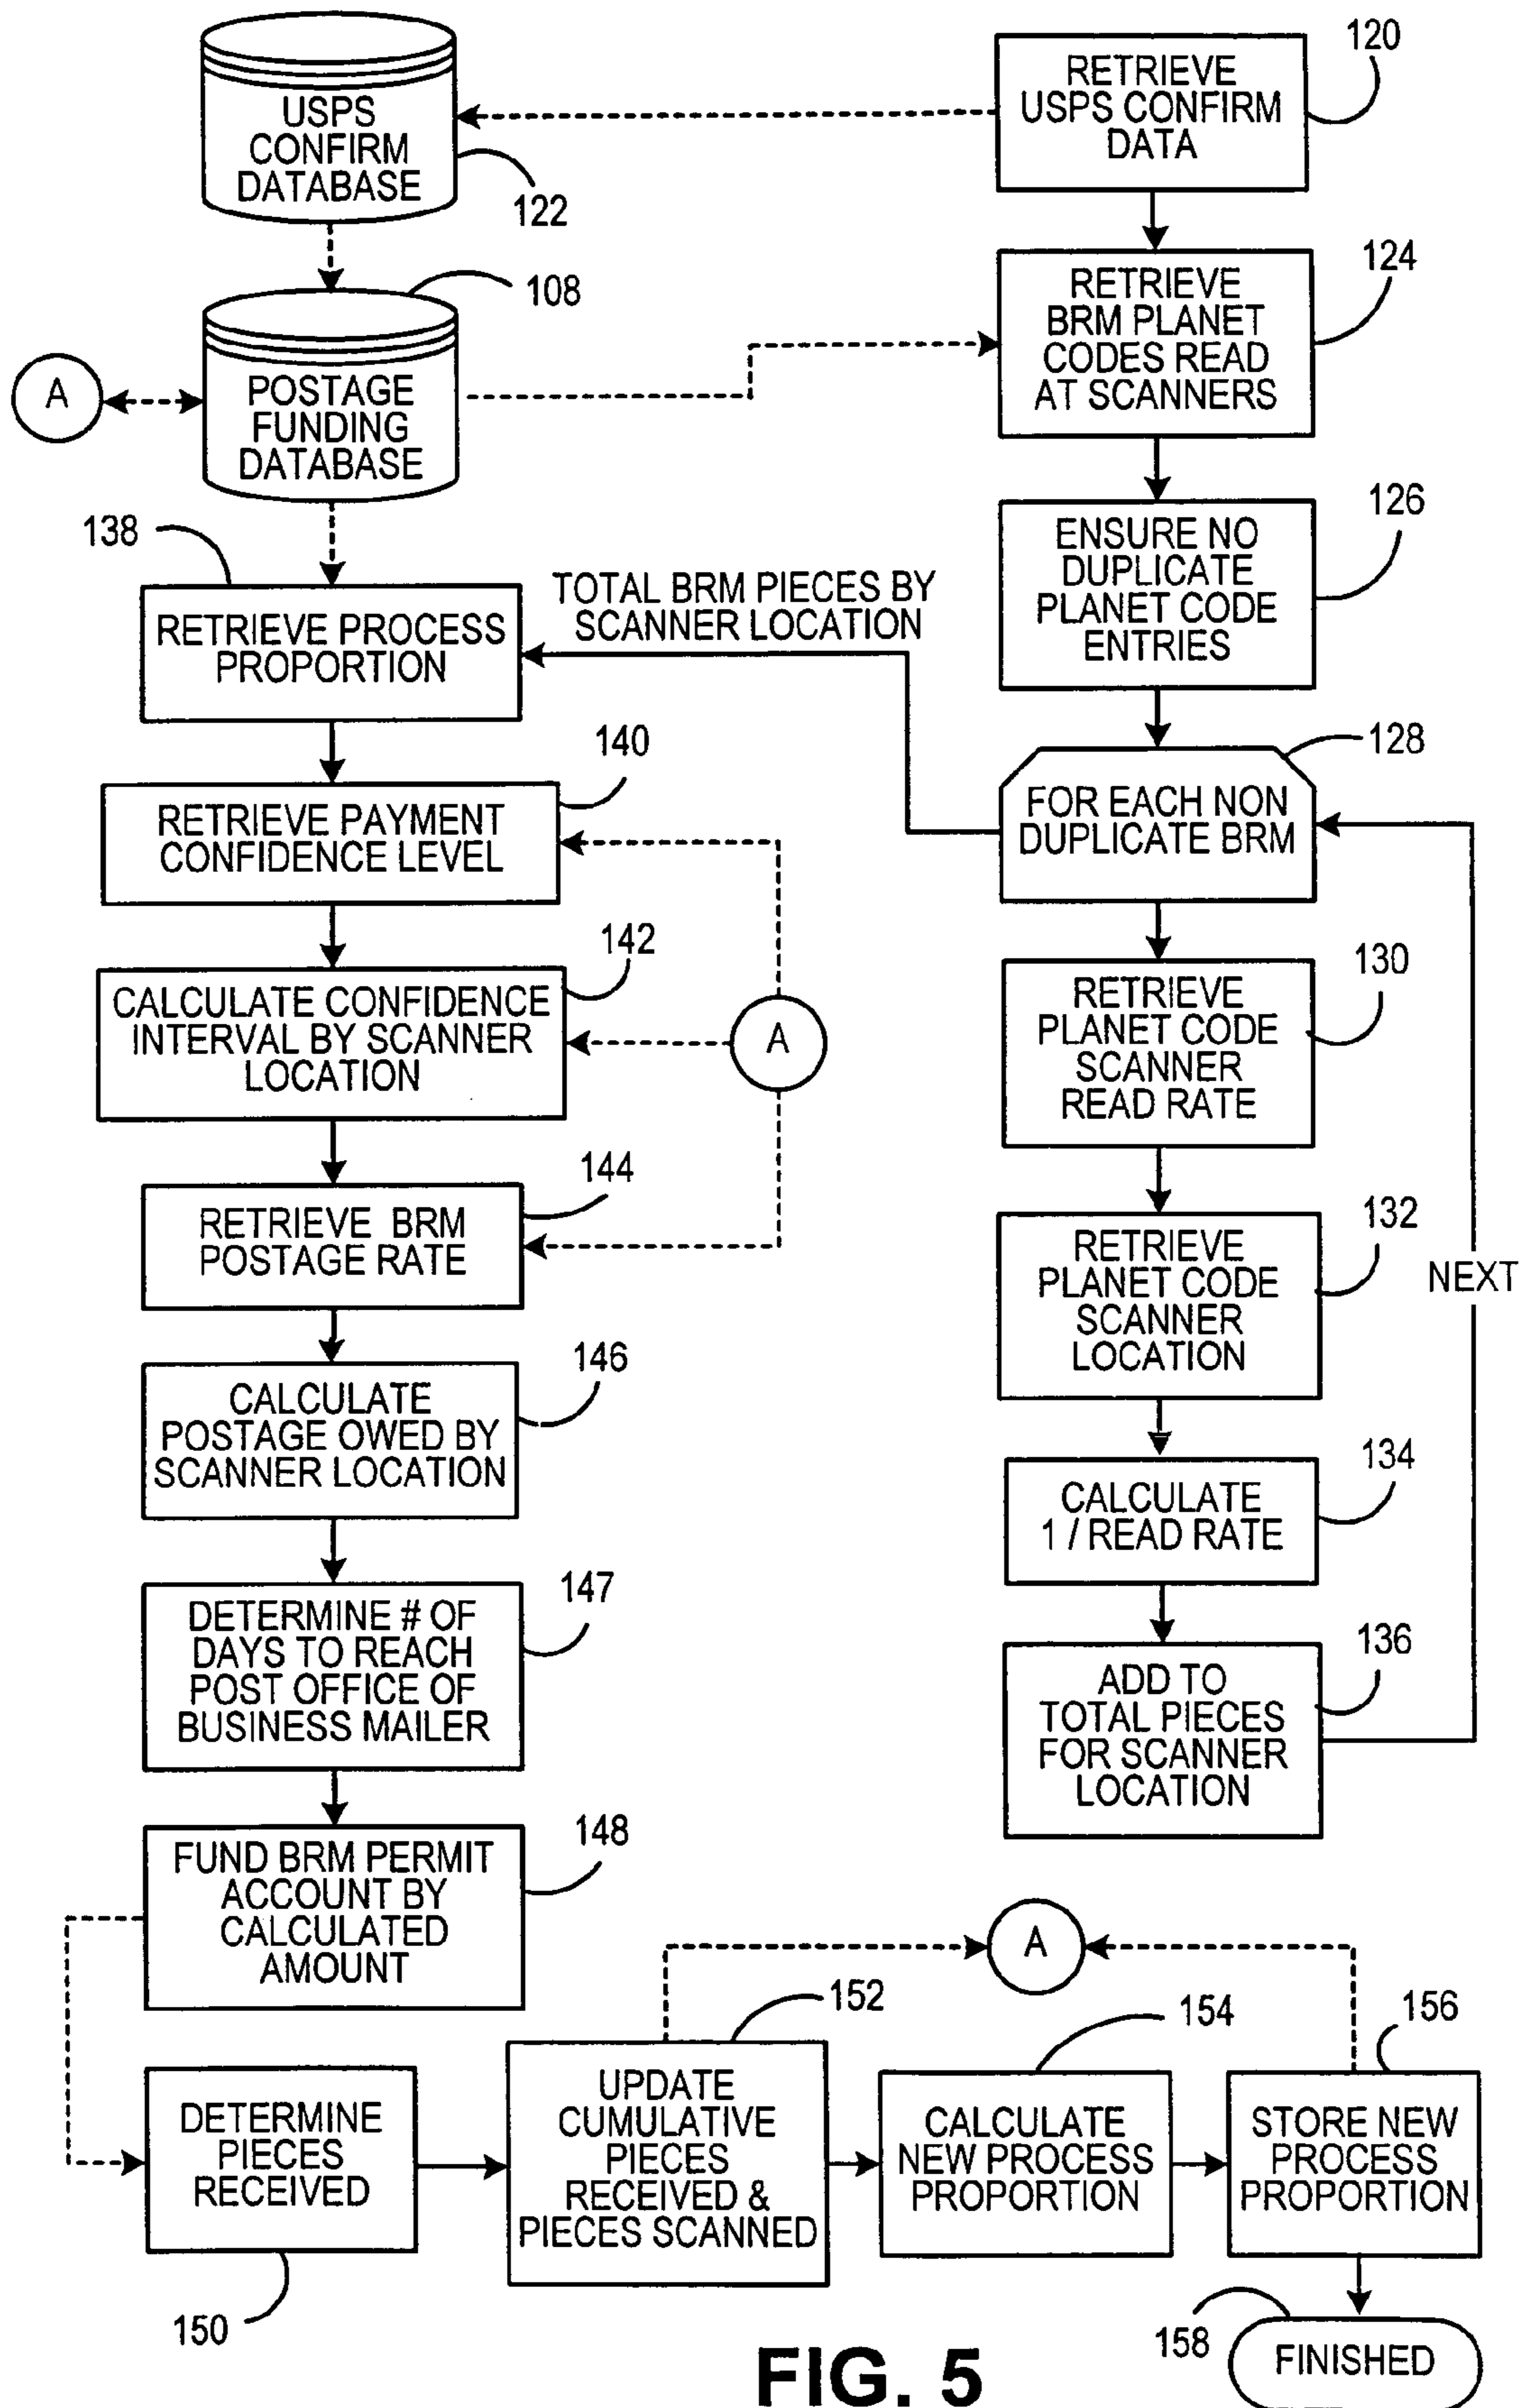 USPS
CONFIRM
DATABASE
122
RETRIEVE
USPS CONFIRM
DATA
120
108
A
POSTAGE
FUNDING
DATABASE
RETRIEVE
BRM PLANET
CODES READ
AT SCANNERS
124
ENSURE NO
DUPLICATE
PLANET CODE
ENTRIES
126
138
RETRIEVE PROCESS
PROPORTION
TOTAL BRM PIECES BY
SCANNER LOCATION
128
FOR EACH NON
DUPLICATE BRM
140
RETRIEVE PAYMENT
CONFIDENCE LEVEL
142
CALCULATE CONFIDENCE
INTERVAL BY SCANNER
LOCATION
A
130
RETRIEVE
PLANET CODE
SCANNER
READ RATE
144
RETRIEVE BRM
POSTAGE RATE
132
RETRIEVE
PLANET CODE
SCANNER
LOCATION
NEXT
146
CALCULATE
POSTAGE OWED BY
SCANNER LOCATION
134
CALCULATE
1 / READ RATE
147
DETERMINE # OF
DAYS TO REACH
POST OFFICE OF
BUSINESS MAILER
136
ADD TO
TOTAL PIECES
FOR SCANNER
LOCATION
148
FUND BRM PERMIT
ACCOUNT BY
CALCULATED
AMOUNT
A
152
154
156
DETERMINE
PIECES
RECEIVED
150
UPDATE
CUMULATIVE
PIECES
RECEIVED &
PIECES SCANNED
CALCULATE
NEW PROCESS
PROPORTION
STORE NEW
PROCESS
PROPORTION
158
FINISHED
FIG. 5